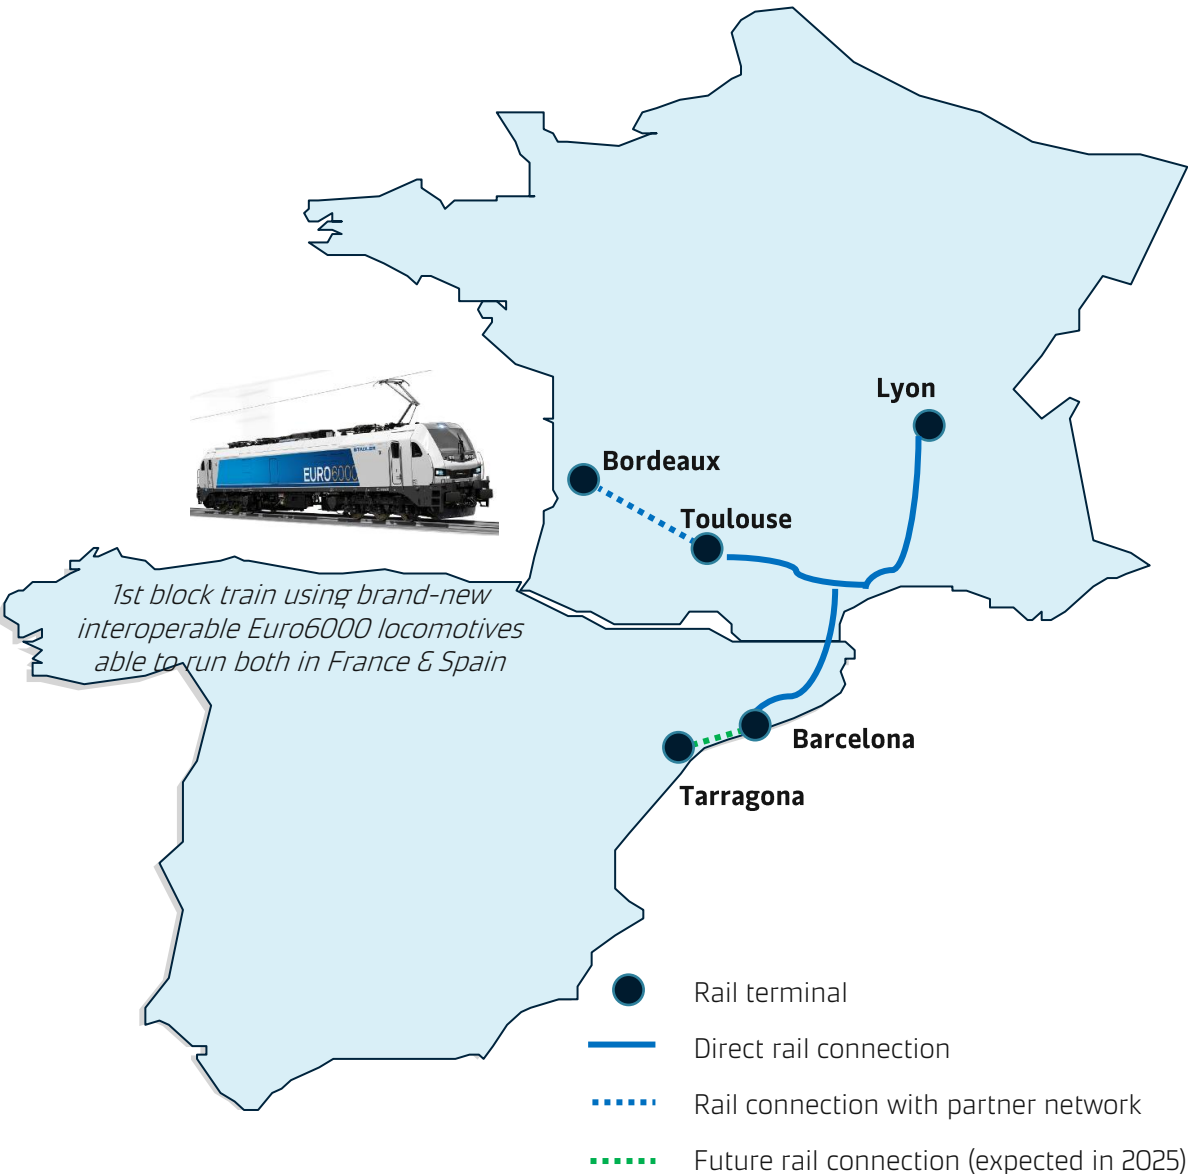 Lyon
Bordeaux
Toulouse
STADLER
EURO6000
1st block train using brand-new
interoperable Euro6000 locomotives
able to run both in France & Spain
Barcelona
Tarragona
Rail terminal
Direct rail connection
Rail connection with partner network
Future rail connection (expected in 2025)